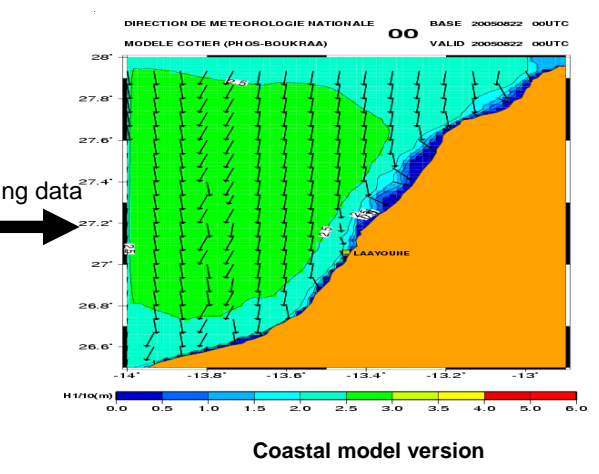 DIRECTION DE METEOROLOGIE NATIONALE OO BASE 20050822 00UTC
MODELE COTIER (PHOS-BOUKRAA) VALID 20050822 00UTC
28°
27.8°
27.6°
27.4°
27.2°
27°
26.8°
26.6°
2.5
2.5
2.5
ing data
LAAYOUNE
-14° -13.8° -13.6° -13.4° -13.2° -13°
H1/10(m)
0.0 0.5 1.0 1.5 2.0 2.5 3.0 3.5 4.0 5.0 6.0
Coastal model version